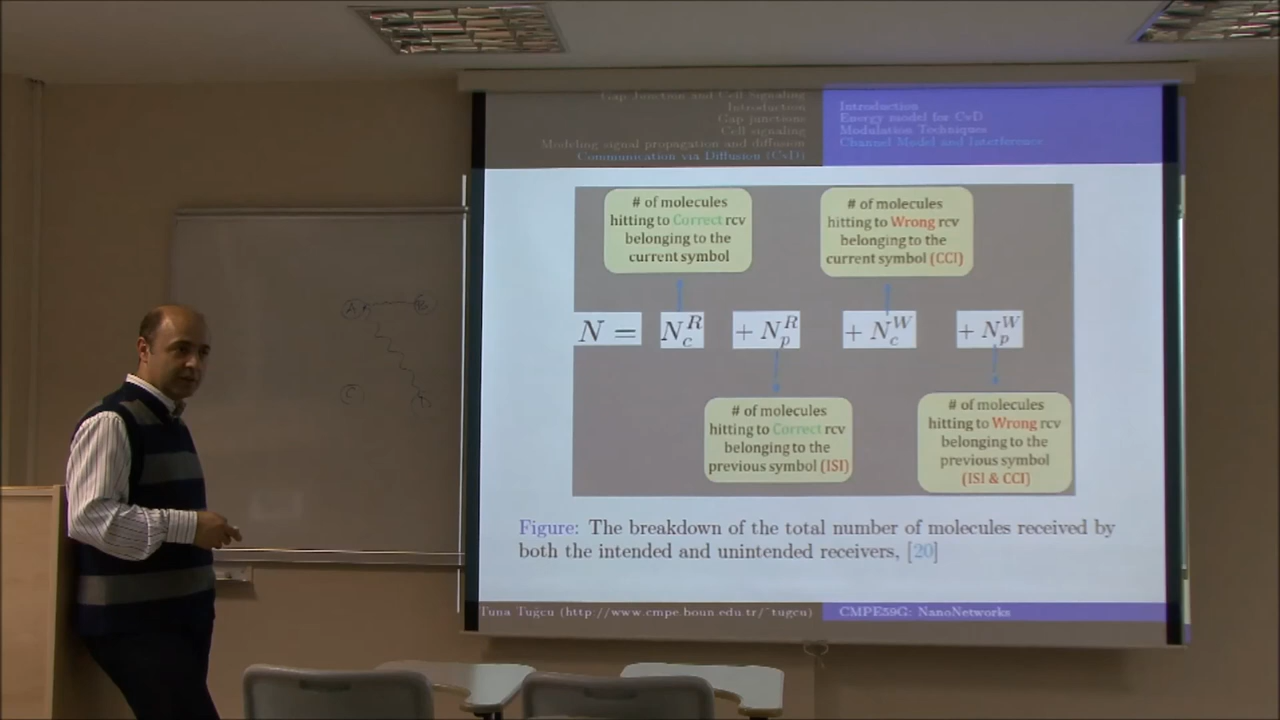 Gap Junction and Cell Signaling
Introduction
Gap junctions
Cell signaling
Modeling signal propagation and diffusion
Communication via Diffusion (CvD)
Introduction
Energy model for CvD
Modulation Techniques
Channel Model and Interference
# of molecules
hitting to Correct rcv
belonging to the
current symbol
# of molecules
hitting to Wrong rcv
belonging to the
current symbol (CCI)
N = N_c^R + N_p^R + N_c^W + N_p^W
# of molecules
hitting to Correct rcv
belonging to the
previous symbol (ISI)
# of molecules
hitting to Wrong rcv
belonging to the
previous symbol
(ISI & CCI)
Figure: The breakdown of the total number of molecules received by
both the intended and unintended receivers, [20]
Tuna Tuğcu (http://www.cmpe.boun.edu.tr/~tugcu)
CMPE59G: NanoNetworks
A
B
C